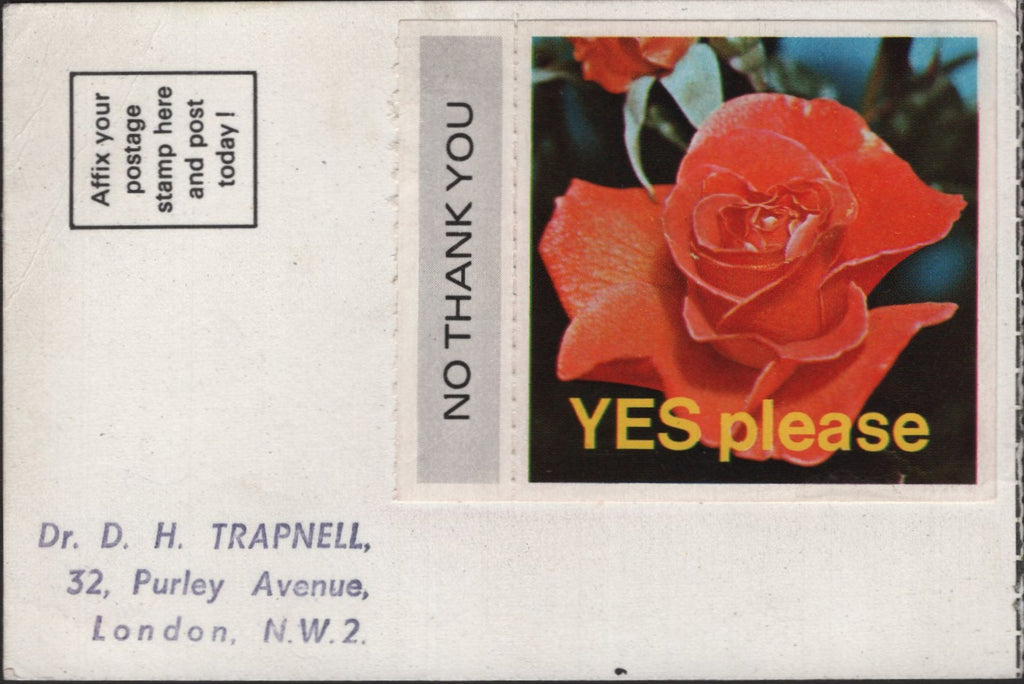 Affix your
postage
stamp here
and post
today!
NO THANK YOU
YES please
Dr. D. H. TRAPNELL,
32, Purley Avenue,
London, N.W.2.